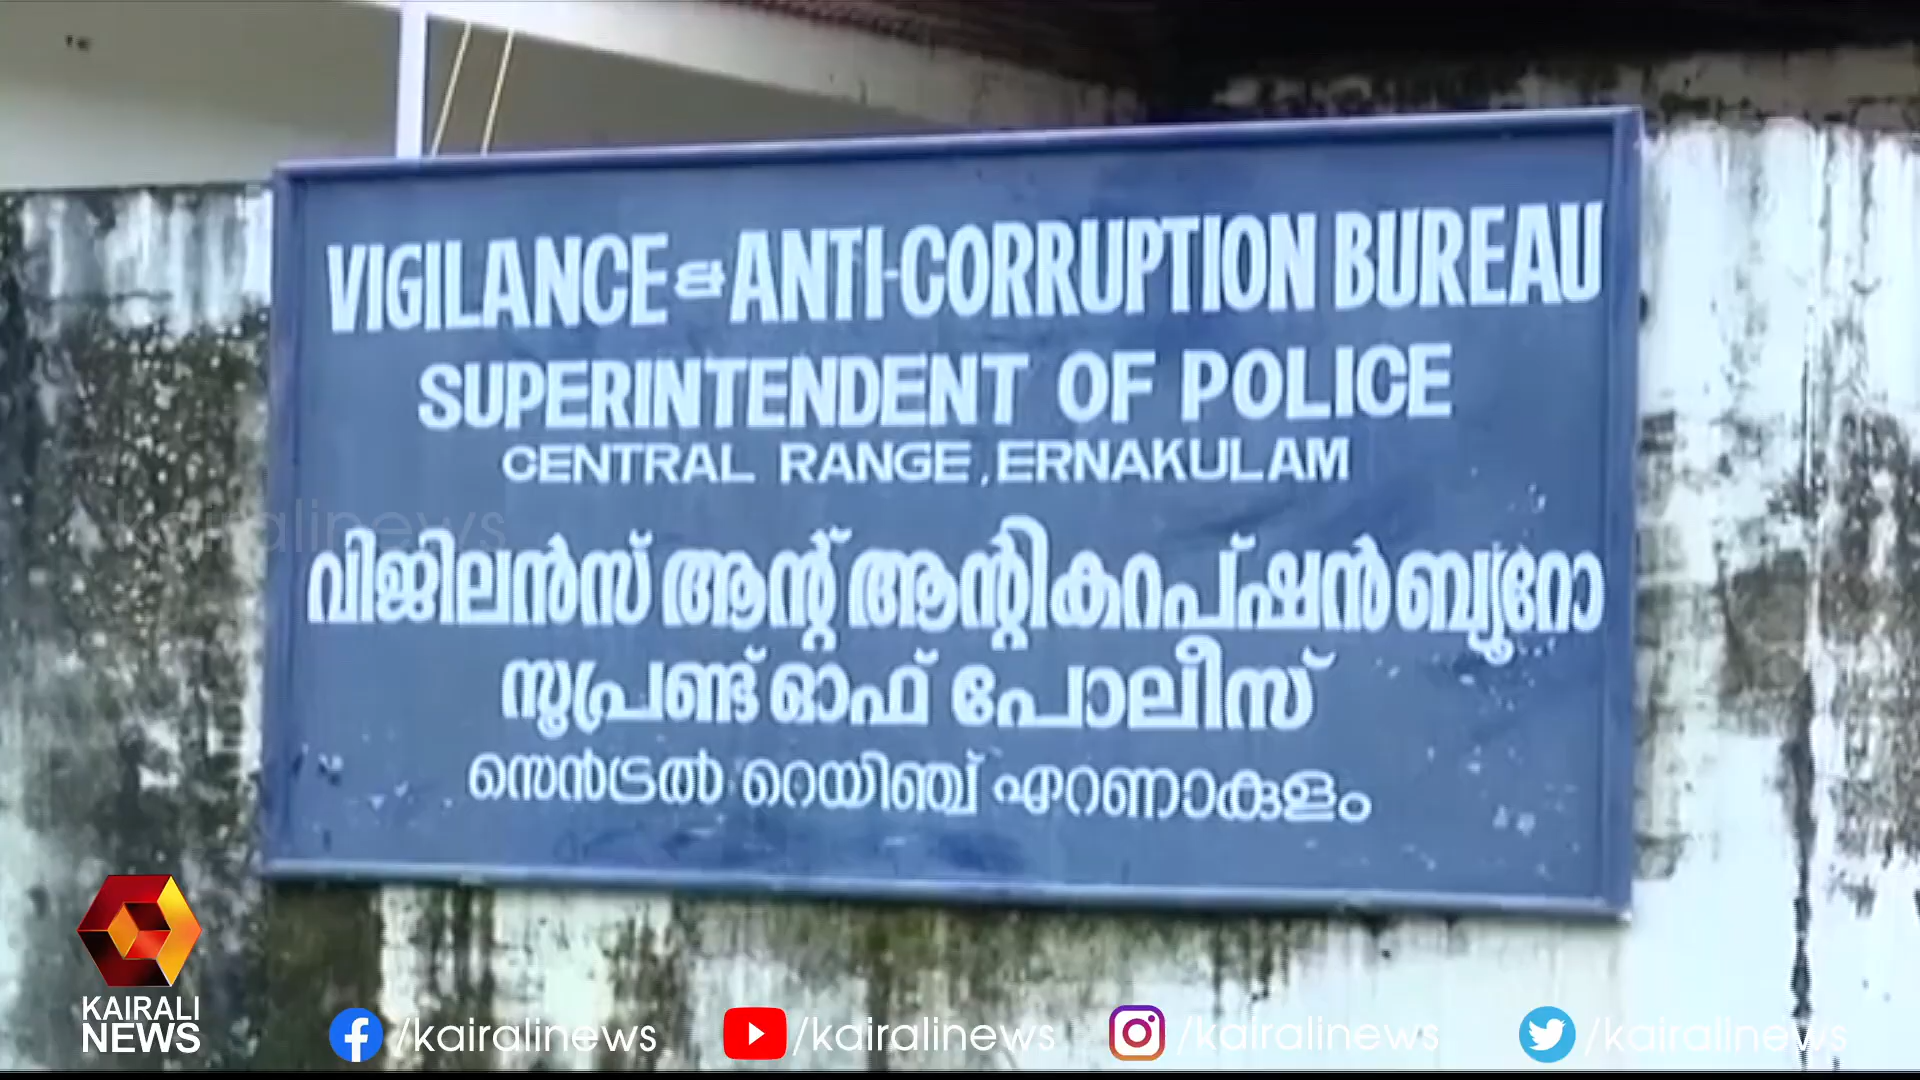 VIGILANCE & ANTI-CORRUPTION BUREAU
SUPERINTENDENT OF POLICE
CENTRAL RANGE, ERNAKULAM
kairalinews
വിജിലൻസ് ആന്റ് ആന്റികറപ്ഷൻ ബ്യൂറോ
സൂപ്രണ്ട് ഓഫ് പോലീസ്
സെൻട്രൽ റെയിഞ്ച് എറണാകുളം
KAIRALI
NEWS
/kairalinews /kairalinews /kairalinews /kairalinews